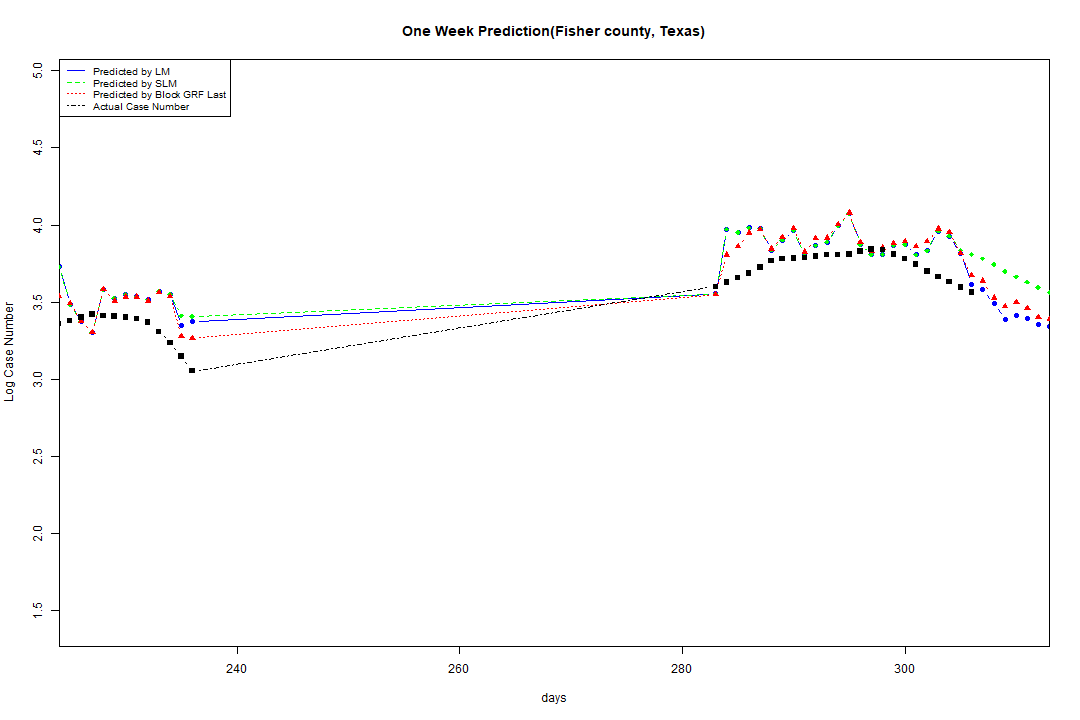 One Week Prediction(Fisher county, Texas)
Predicted by LM
Predicted by SLM
Predicted by Block GRF Last
Actual Case Number
Log Case Number
5.0
4.5
4.0
3.5
3.0
2.5
2.0
1.5
240
260
280
300
days